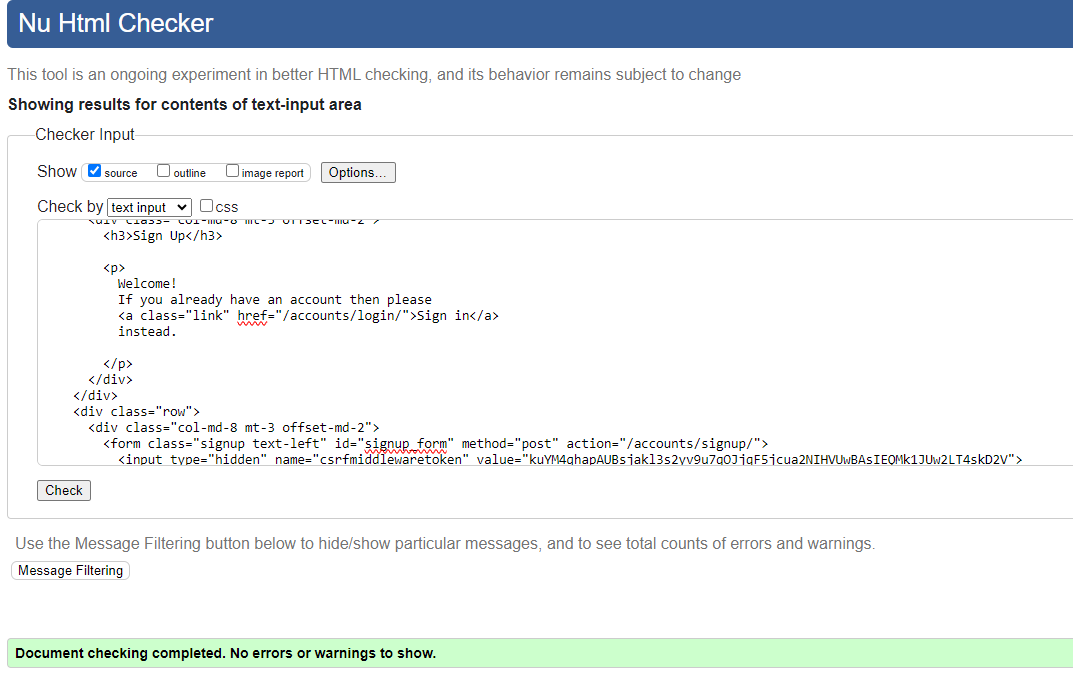 Nu Html Checker
This tool is an ongoing experiment in better HTML checking, and its behavior remains subject to change
Showing results for contents of text-input area
Checker Input
Show source outline image report Options...
Check by text input css
<div class="col-md-8 mt-3 offset-md-2">
<h3>Sign Up</h3>
<p>
Welcome!
If you already have an account then please
<a class="link" href="/accounts/login/">Sign in</a>
instead.
</p>
</div>
</div>
<div class="row">
<div class="col-md-8 mt-3 offset-md-2">
<form class="signup text-left" id="signup_form" method="post" action="/accounts/signup/">
<input type="hidden" name="csrfmiddlewaretoken" value="kuYM4qhapAUBsjakl3s2yv9u7qOJjqF5jcua2NIHVUwBAsIEQMk1JUw2LT4skD2V">
Check
Use the Message Filtering button below to hide/show particular messages, and to see total counts of errors and warnings.
Message Filtering
Document checking completed. No errors or warnings to show.